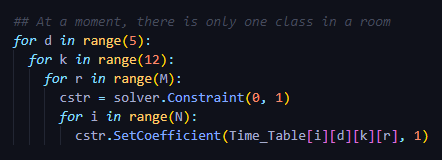 ## At a moment, there is only one class in a room
for d in range(5):
  for k in range(12):
    for r in range(M):
      cstr = solver.Constraint(0, 1)
      for i in range(N):
        cstr.SetCoefficient(Time_Table[i][d][k][r], 1)